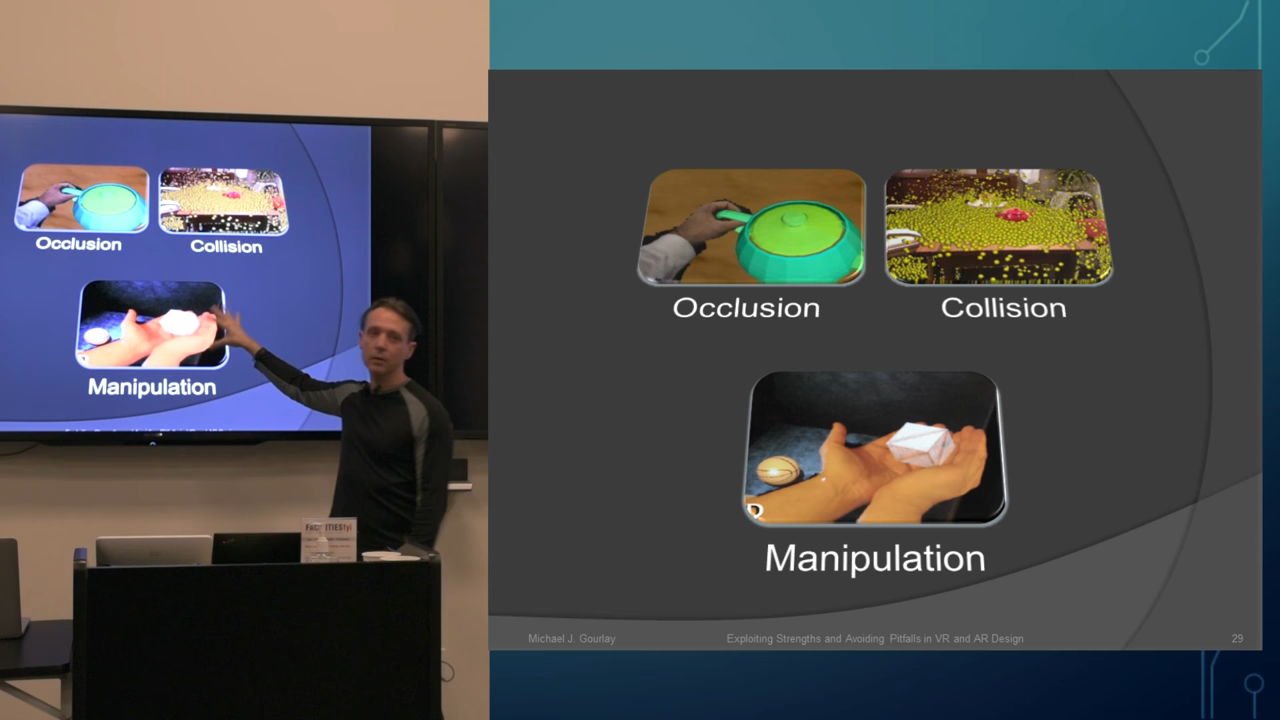 Occlusion
Collision
Manipulation
FACILITIESfyi
Occlusion
Collision
Manipulation
Michael J. Gourlay
Exploiting Strengths and Avoiding Pitfalls in VR and AR Design
29